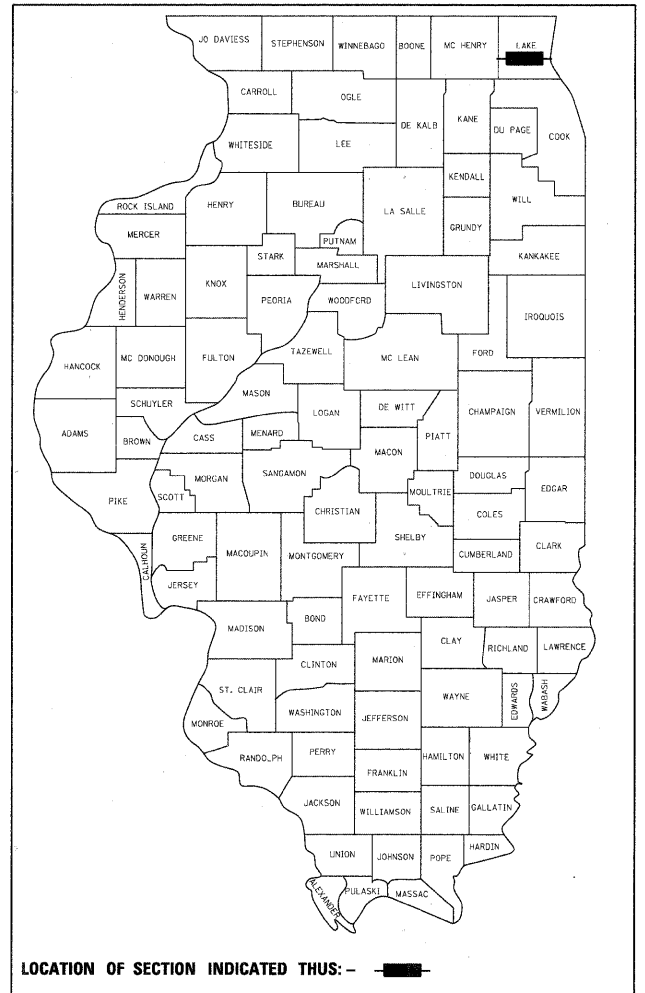 JO DAVIESS
STEPHENSON
WINNEBAGO
BOONE
MC HENRY
LAKE
CARROLL
OGLE
DE KALB
KANE
DU PAGE
COOK
WHITESIDE
LEE
KENDALL
WILL
ROCK ISLAND
HENRY
BUREAU
LA SALLE
GRUNDY
MERCER
PUTNAM
STARK
MARSHALL
KANKAKEE
HENDERSON
WARREN
KNOX
PEORIA
WOODFORD
LIVINGSTON
IROQUOIS
HANCOCK
MC DONOUGH
FULTON
TAZEWELL
MC LEAN
FORD
MASON
SCHUYLER
LOGAN
DE WITT
CHAMPAIGN
VERMILION
ADAMS
BROWN
CASS
MENARD
MACON
PIATT
PIKE
SCOTT
MORGAN
SANGAMON
CHRISTIAN
MOULTRIE
DOUGLAS
EDGAR
COLES
CALHOUN
GREENE
MACOUPIN
MONTGOMERY
SHELBY
CUMBERLAND
CLARK
JERSEY
FAYETTE
EFFINGHAM
JASPER
CRAWFORD
MADISON
BOND
CLAY
RICHLAND
LAWRENCE
CLINTON
MARION
ST. CLAIR
WAYNE
EDWARDS
WABASH
MONROE
WASHINGTON
JEFFERSON
RANDOLPH
PERRY
HAMILTON
WHITE
FRANKLIN
JACKSON
WILLIAMSON
SALINE
GALLATIN
UNION
JOHNSON
POPE
HARDIN
ALEXANDER
PULASKI
MASSAC
LOCATION OF SECTION INDICATED THUS: -